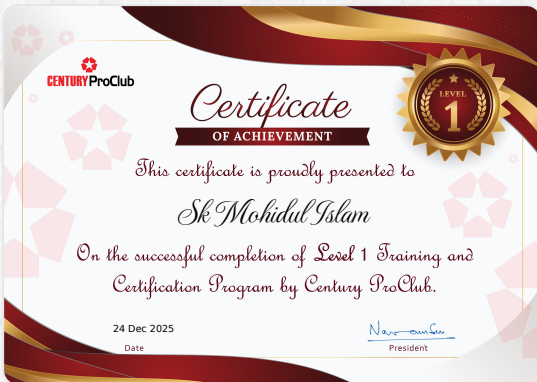 CENTURY ProClub
Certificate
OF ACHIEVEMENT
LEVEL
1
This certificate is proudly presented to
Sk Mohidul Islam
On the successful completion of Level 1 Training and
Certification Program by Century ProClub.
24 Dec 2025
Date
President